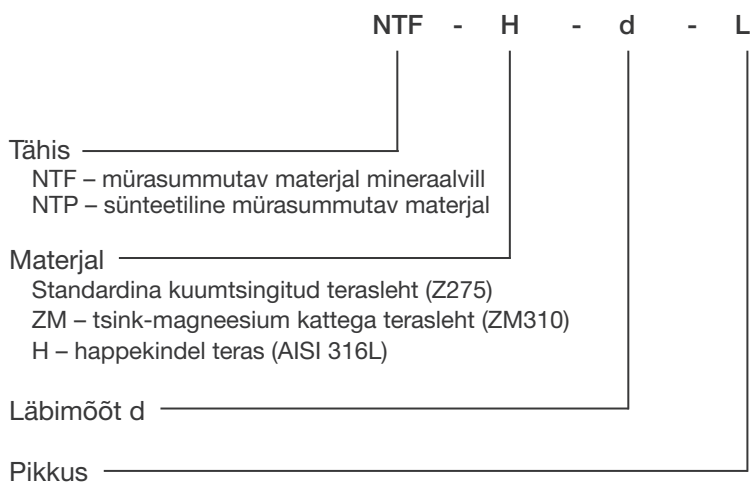 NTF - H - d - L
Tähis
NTF – mürasummutav materjal mineraalvill
NTP – sünteetiline mürasummutav materjal
Materjal
Standardina kuumtsingitud terasleht (Z275)
ZM – tsink-magneesium kattega terasleht (ZM310)
H – happekindel teras (AISI 316L)
Läbimõõt d
Pikkus